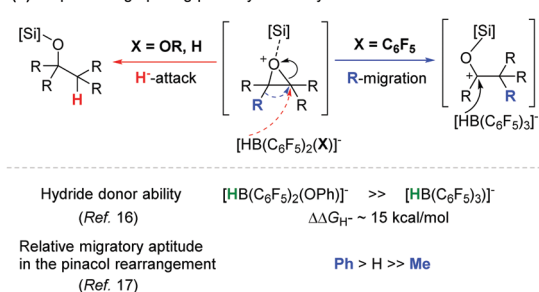 [Si]
O
R
R
R
R
H
X = OR, H
H⁻-attack
[Si]
+
O
R
R
R
R
[HB(C₆F₅)₂(X)]⁻
X = C₆F₅
R-migration
[Si]
O
+
R
R
R
R
[HB(C₆F₅)₃]⁻
Hydride donor ability [HB(C₆F₅)₂(OPh)]⁻ >> [HB(C₆F₅)₃)]⁻
(Ref. 16) ΔΔG_H- ~ 15 kcal/mol
Relative migratory aptitude
in the pinacol rearrangement Ph > H >> Me
(Ref. 17)